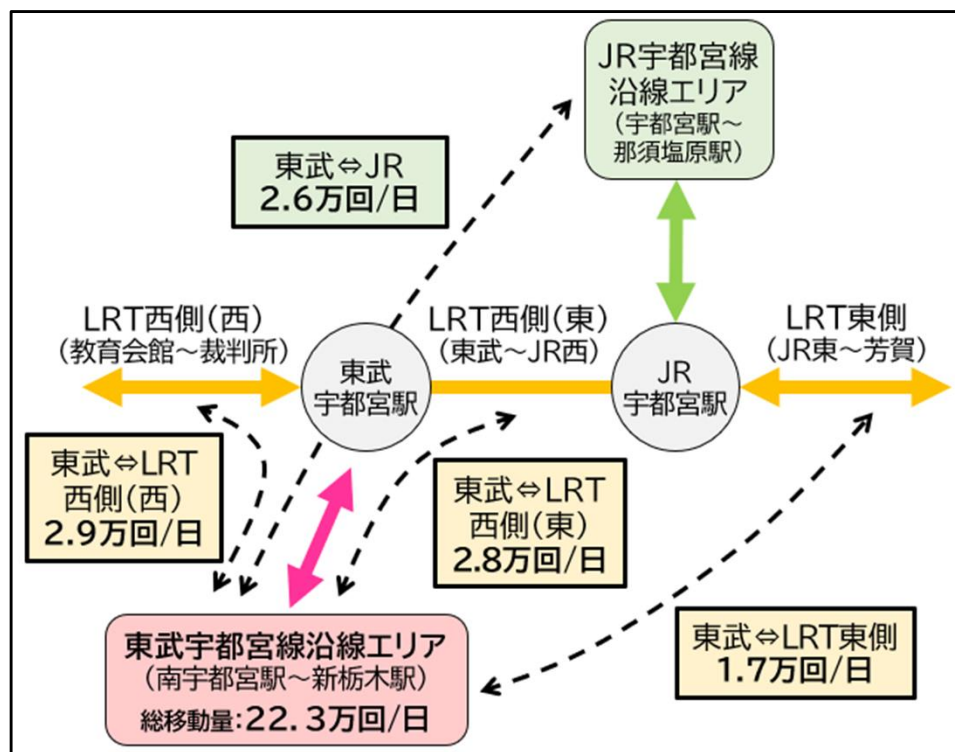 JR宇都宮線
沿線エリア
（宇都宮駅～
那須塩原駅）
東武⇔JR
2.6万回/日
LRT西側（西）
（教育会館～裁判所）
東武
宇都宮駅
LRT西側（東）
（東武～JR西）
JR
宇都宮駅
LRT東側
（JR東～芳賀）
東武⇔LRT
西側（西）
2.9万回/日
東武⇔LRT
西側（東）
2.8万回/日
東武宇都宮線沿線エリア
（南宇都宮駅～新栃木駅）
総移動量：22.3万回/日
東武⇔LRT東側
1.7万回/日